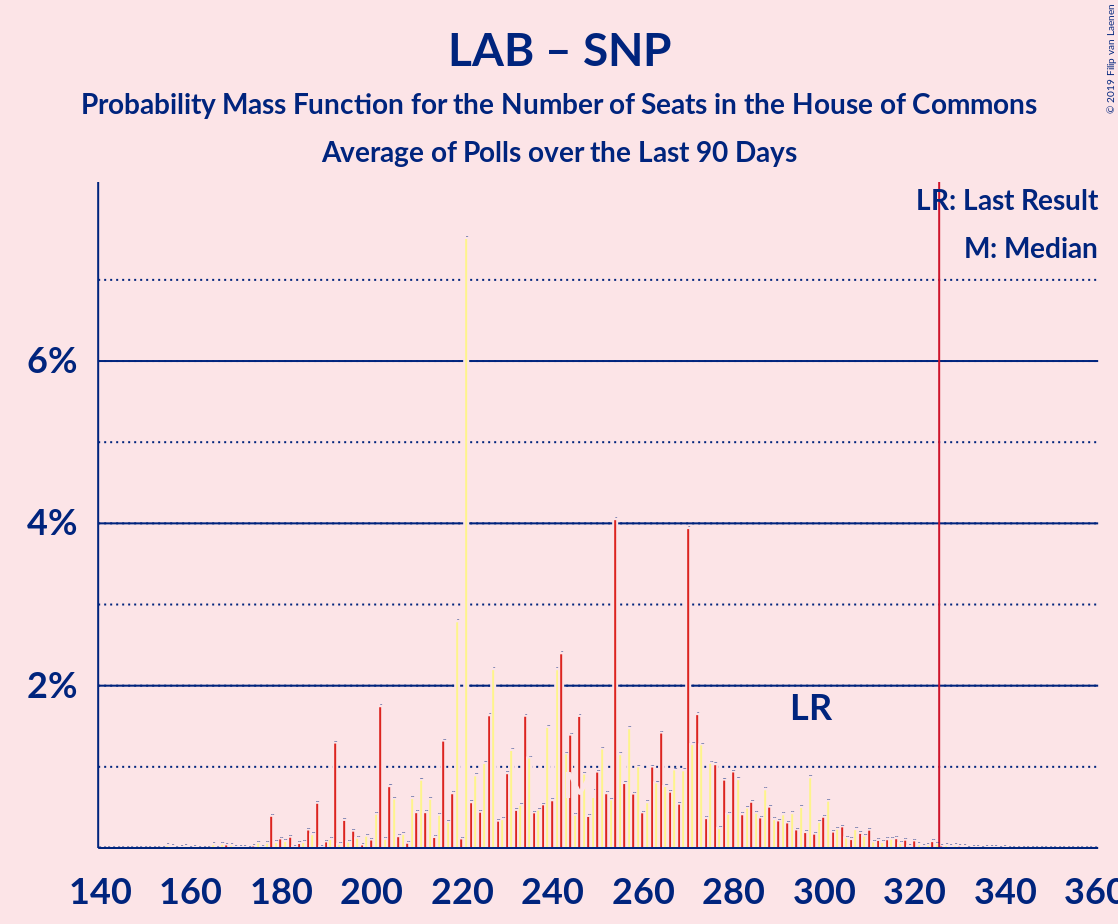 LAB – SNP
Probability Mass Function for the Number of Seats in the House of Commons
Average of Polls over the Last 90 Days
© 2019 Filip van Laenen
LR: Last Result
M: Median
6%
4%
2%
LR
140 160 180 200 220 240 260 280 300 320 340 360